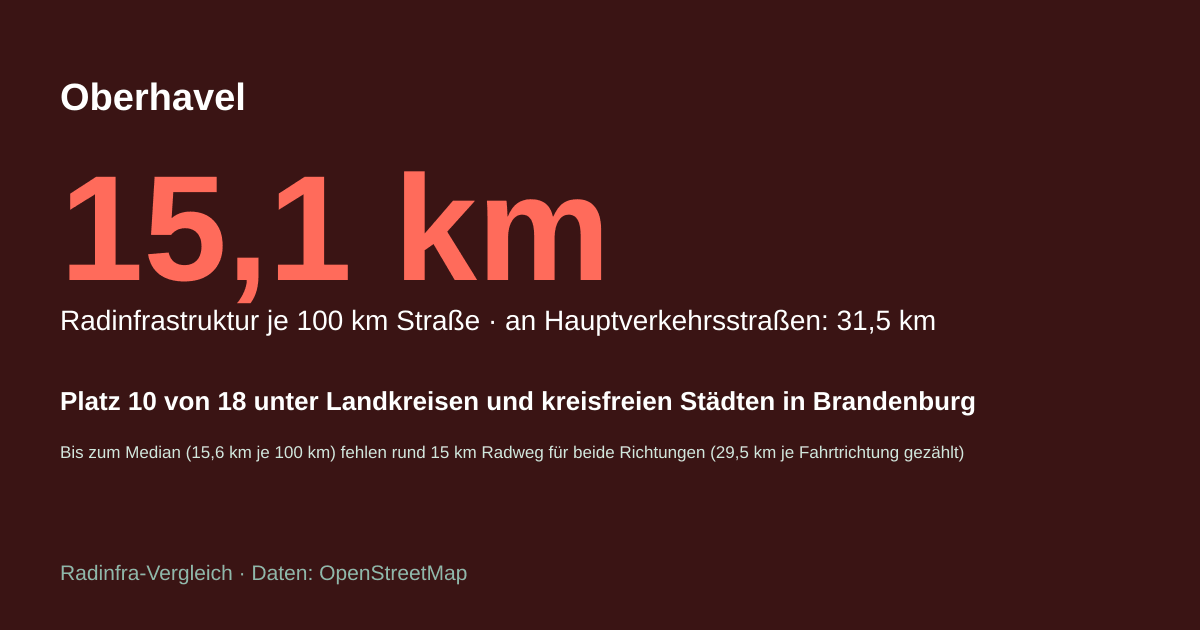 Oberhavel
15,1 km
Radinfrastruktur je 100 km Straße · an Hauptverkehrsstraßen: 31,5 km
Platz 10 von 18 unter Landkreisen und kreisfreien Städten in Brandenburg
Bis zum Median (15,6 km je 100 km) fehlen rund 15 km Radweg für beide Richtungen (29,5 km je Fahrtrichtung gezählt)
Radinfra-Vergleich · Daten: OpenStreetMap